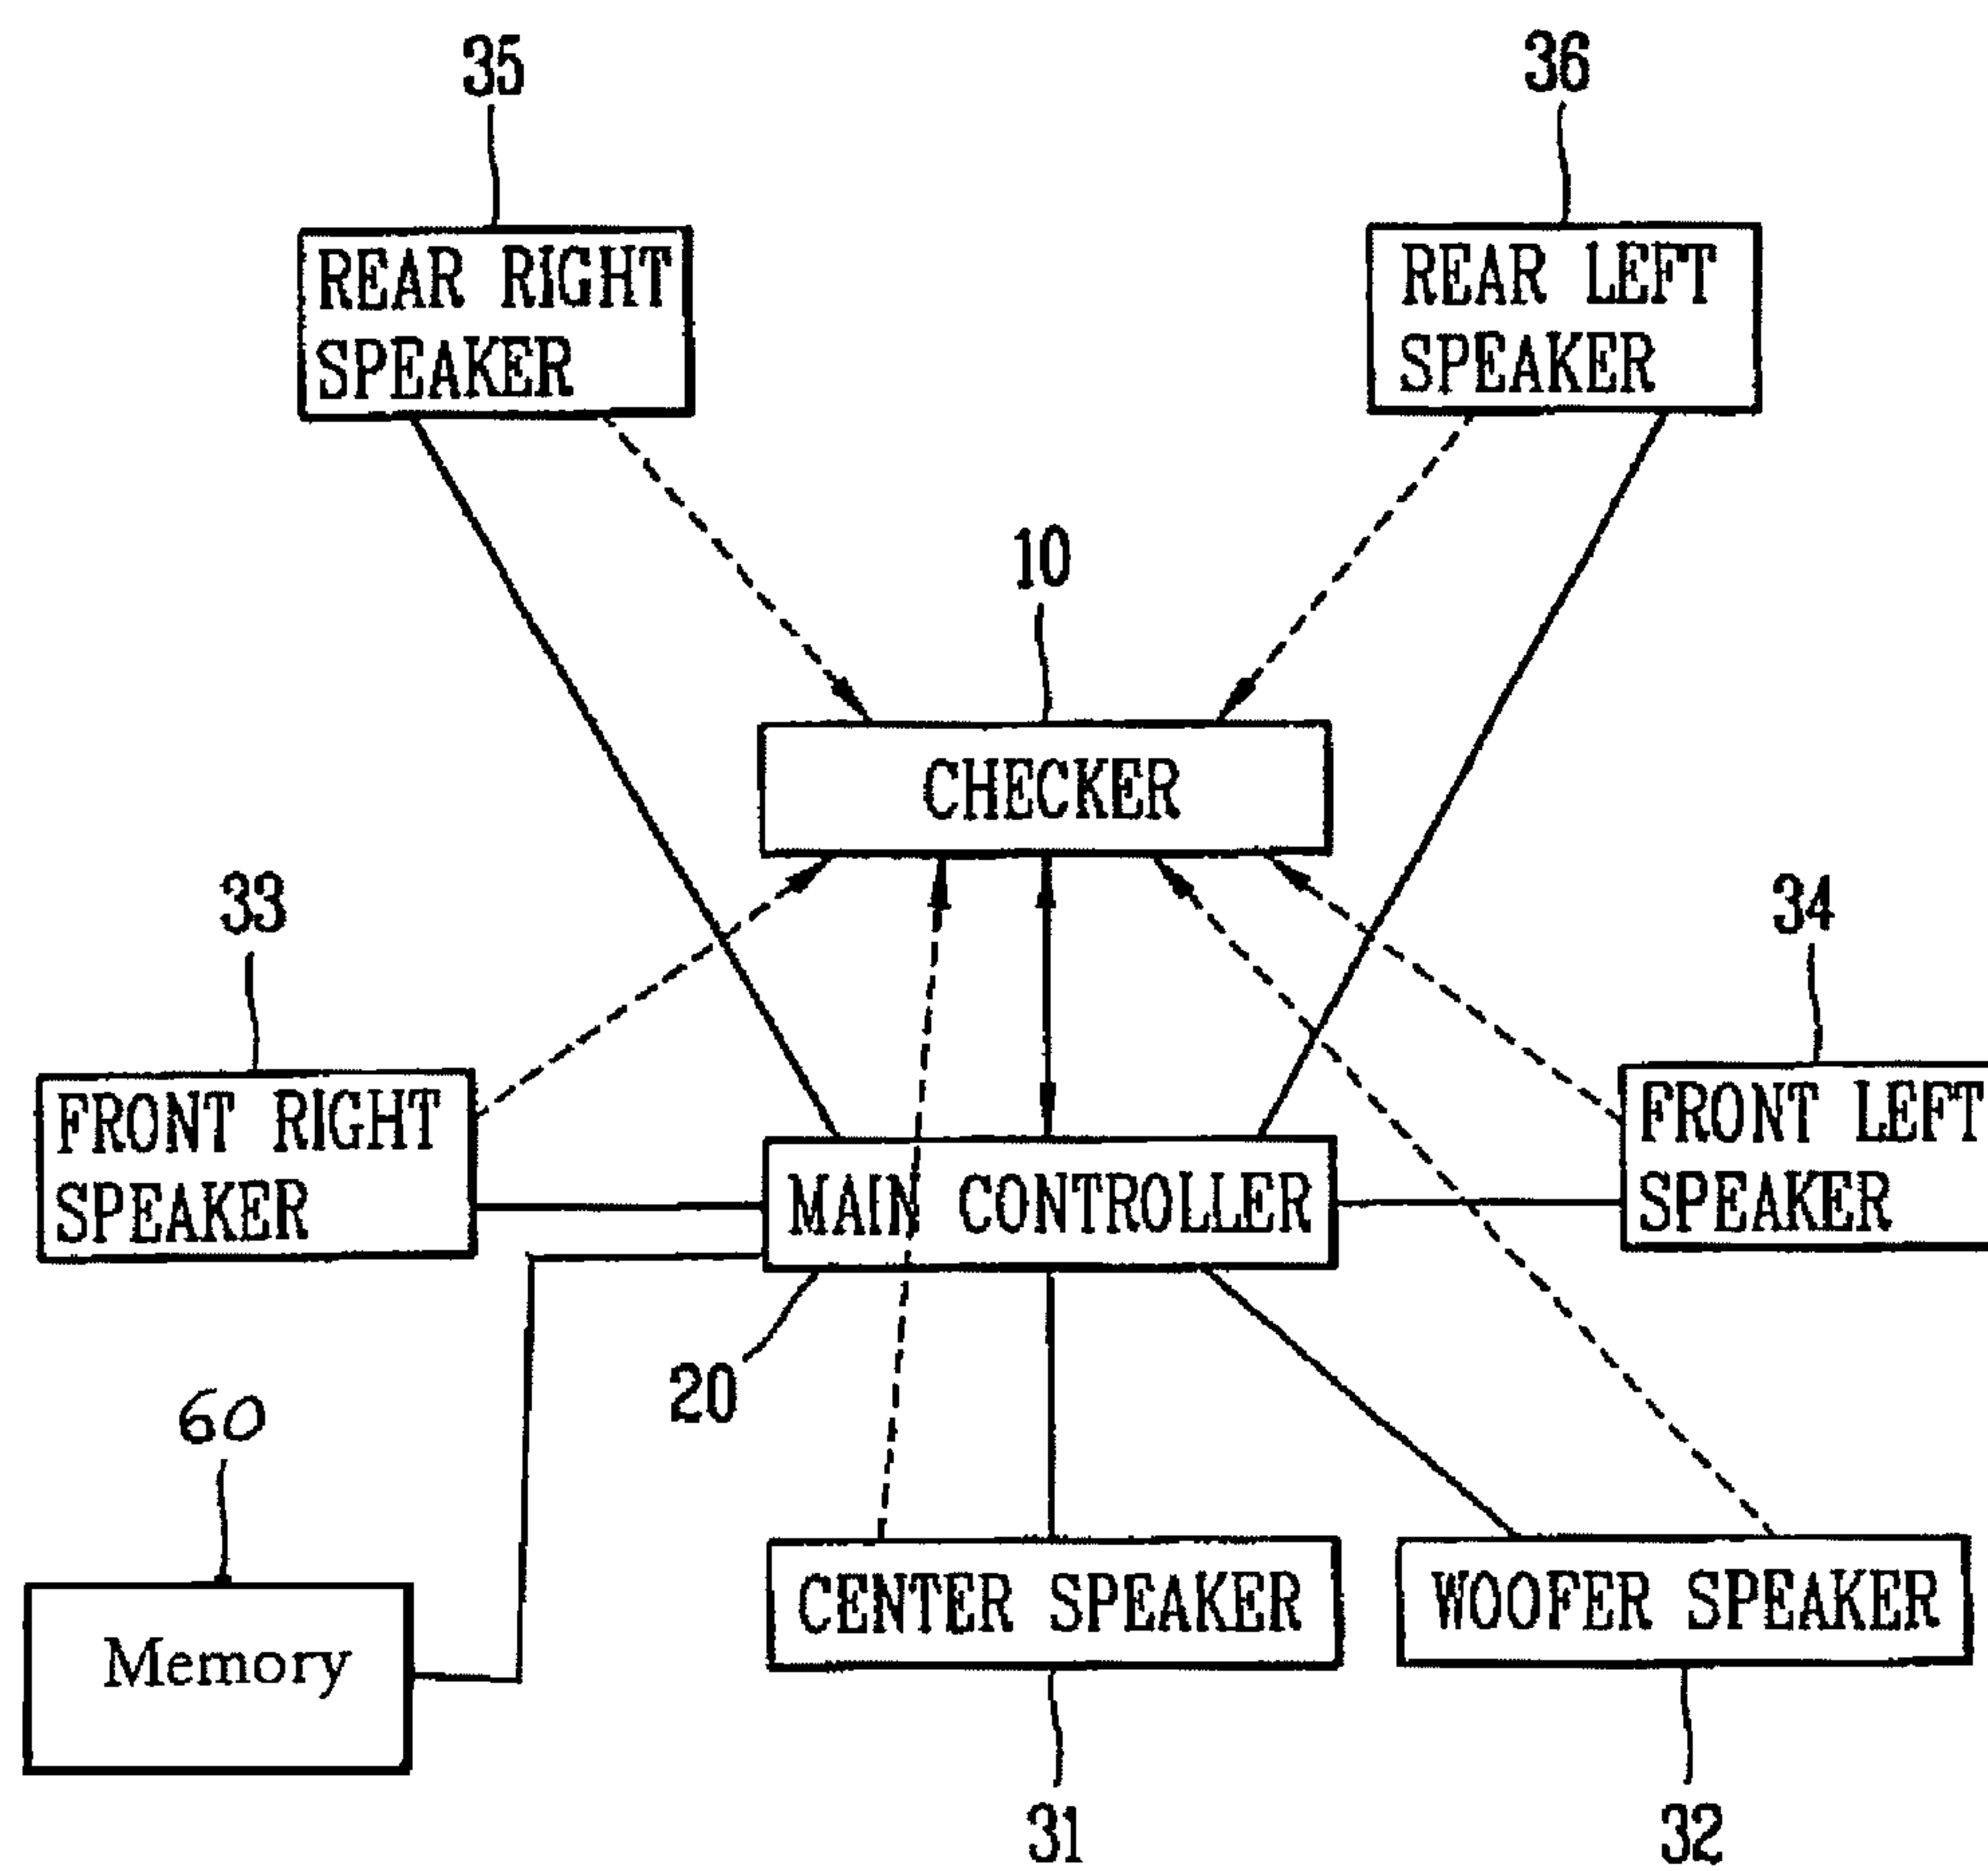 35
36
REAR RIGHT
SPEAKER
REAR LEFT
SPEAKER
10
CHECKER
33
34
FRONT RIGHT
SPEAKER
FRONT LEFT
SPEAKER
MAIN CONTROLLER
20
60
Memory
CENTER SPEAKER
WOOFER SPEAKER
31
32